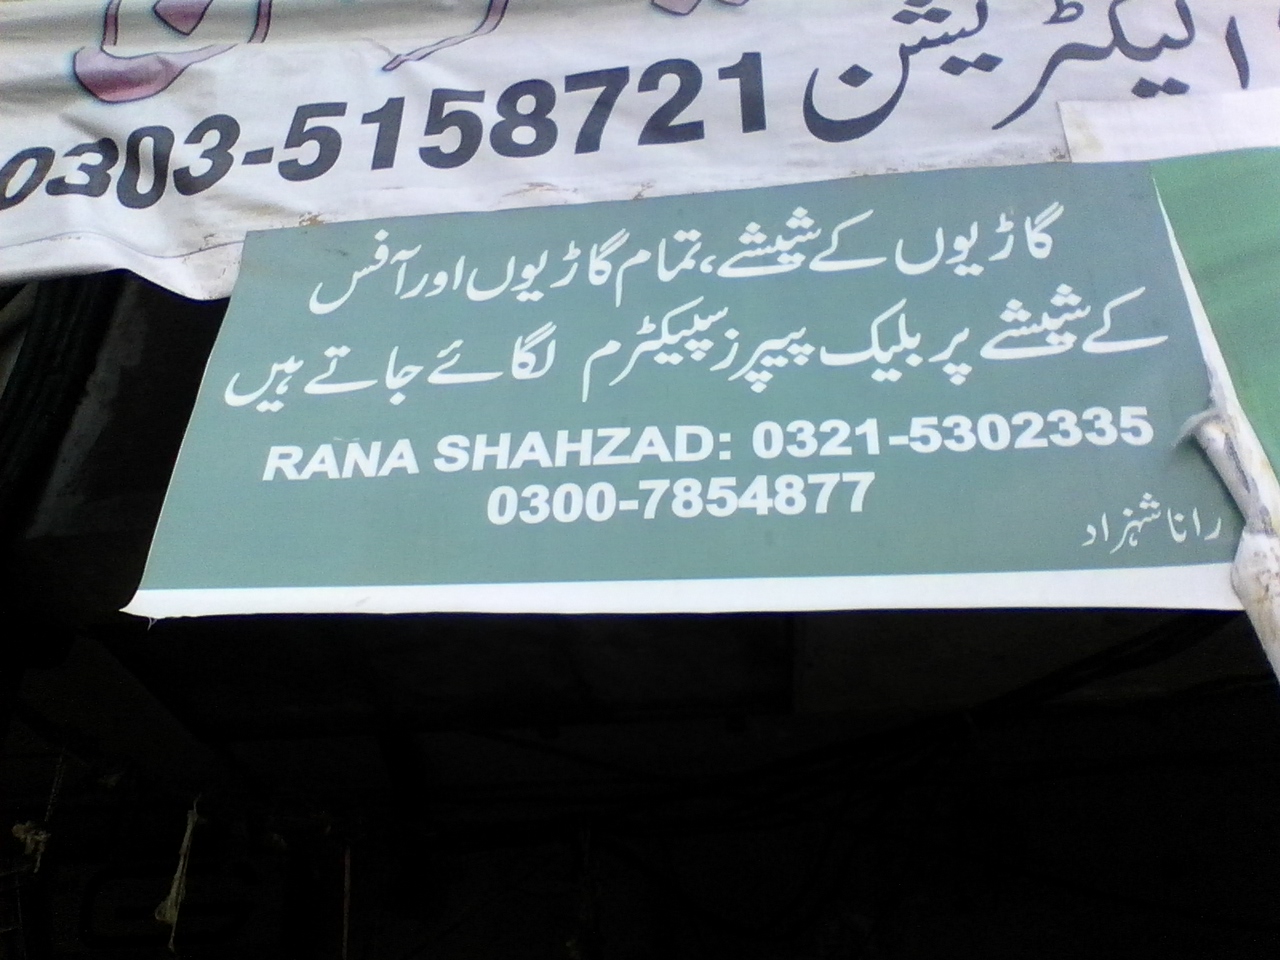 الیکٹریشن 0303-5158721
گاڑیوں کے شیشے، تمام گاڑیوں اور آفس
کے شیشے پر بلیک پیپرز سپیکٹرم لگائے جاتے ہیں
RANA SHAHZAD: 0321-5302335
0300-7854877
رانا شہزاد